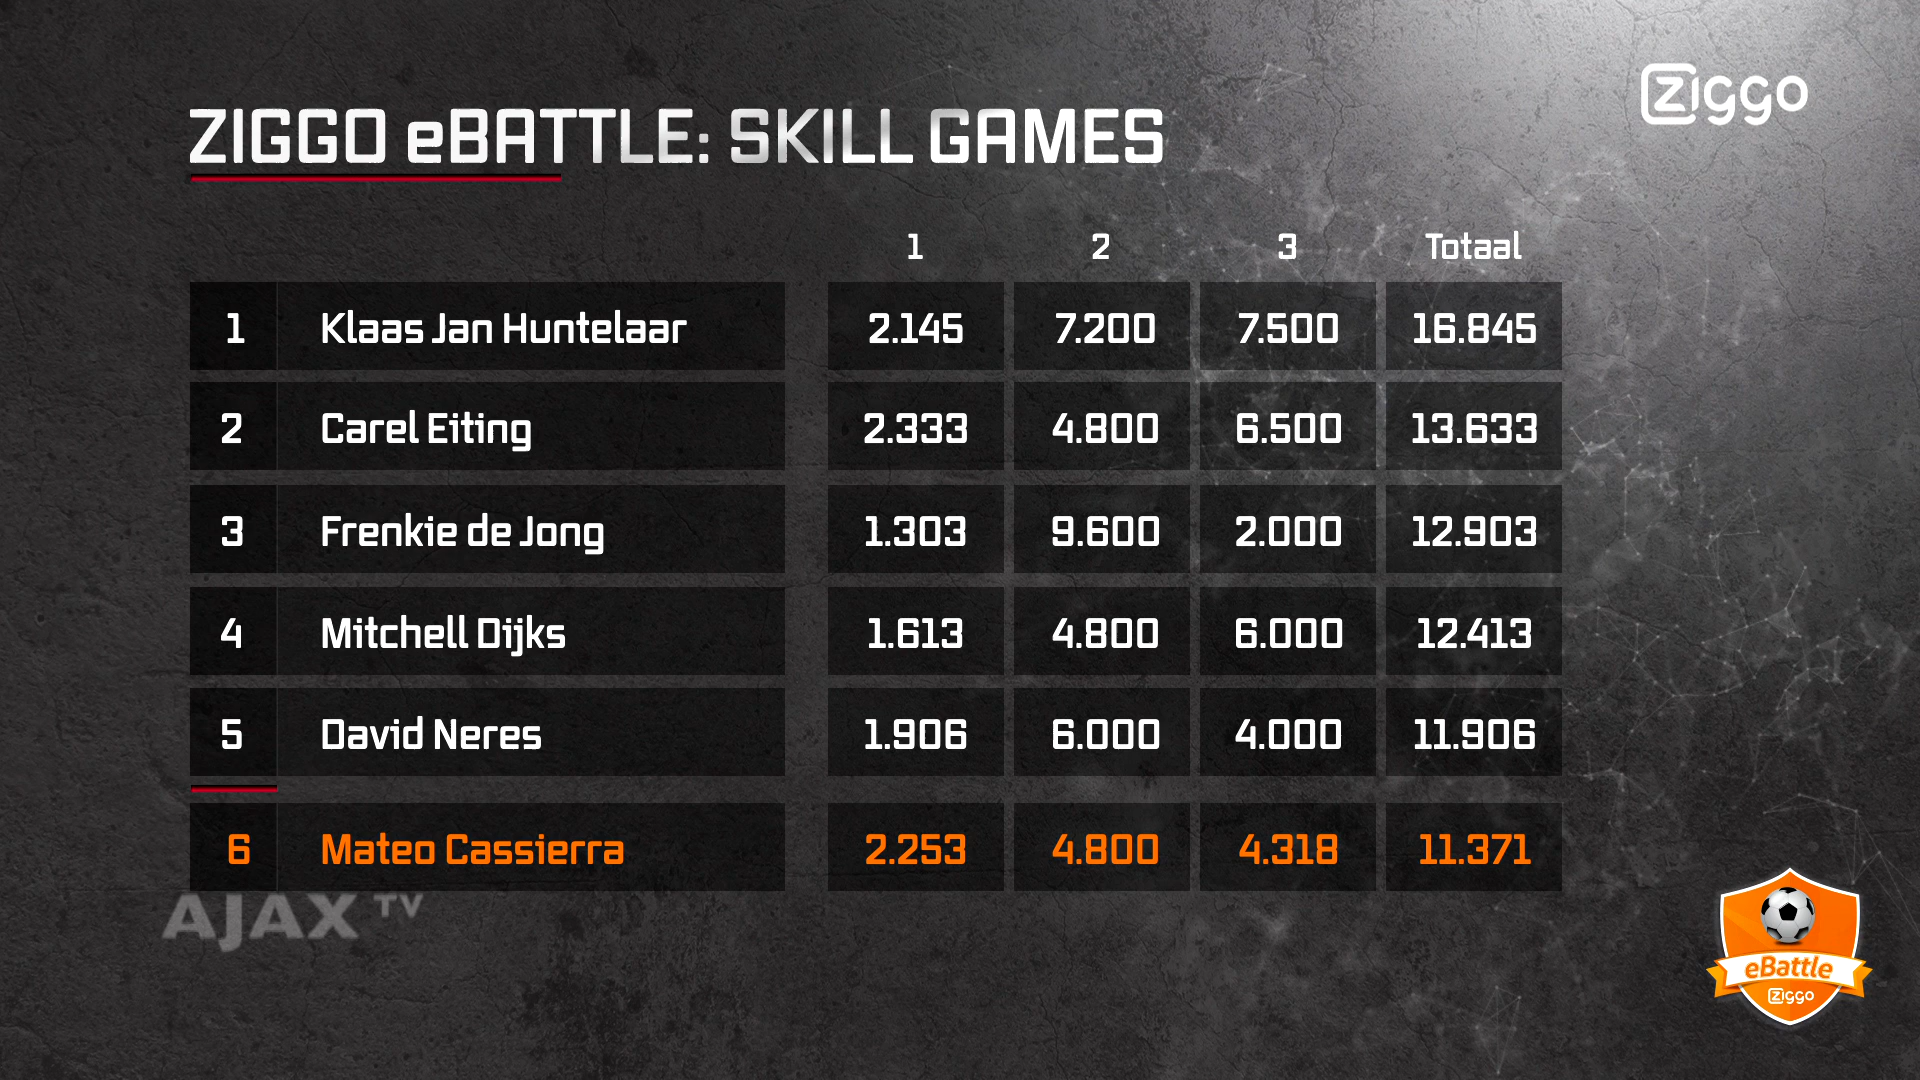 ziggo
ZIGGO eBATTLE: SKILL GAMES
1 2 3 Totaal
1 Klaas Jan Huntelaar 2.145 7.200 7.500 16.845
2 Carel Eiting 2.333 4.800 6.500 13.633
3 Frenkie de Jong 1.303 9.600 2.000 12.903
4 Mitchell Dijks 1.613 4.800 6.000 12.413
5 David Neres 1.906 6.000 4.000 11.906
6 Mateo Cassierra 2.253 4.800 4.318 11.371
AJAX TV
eBattle
ziggo